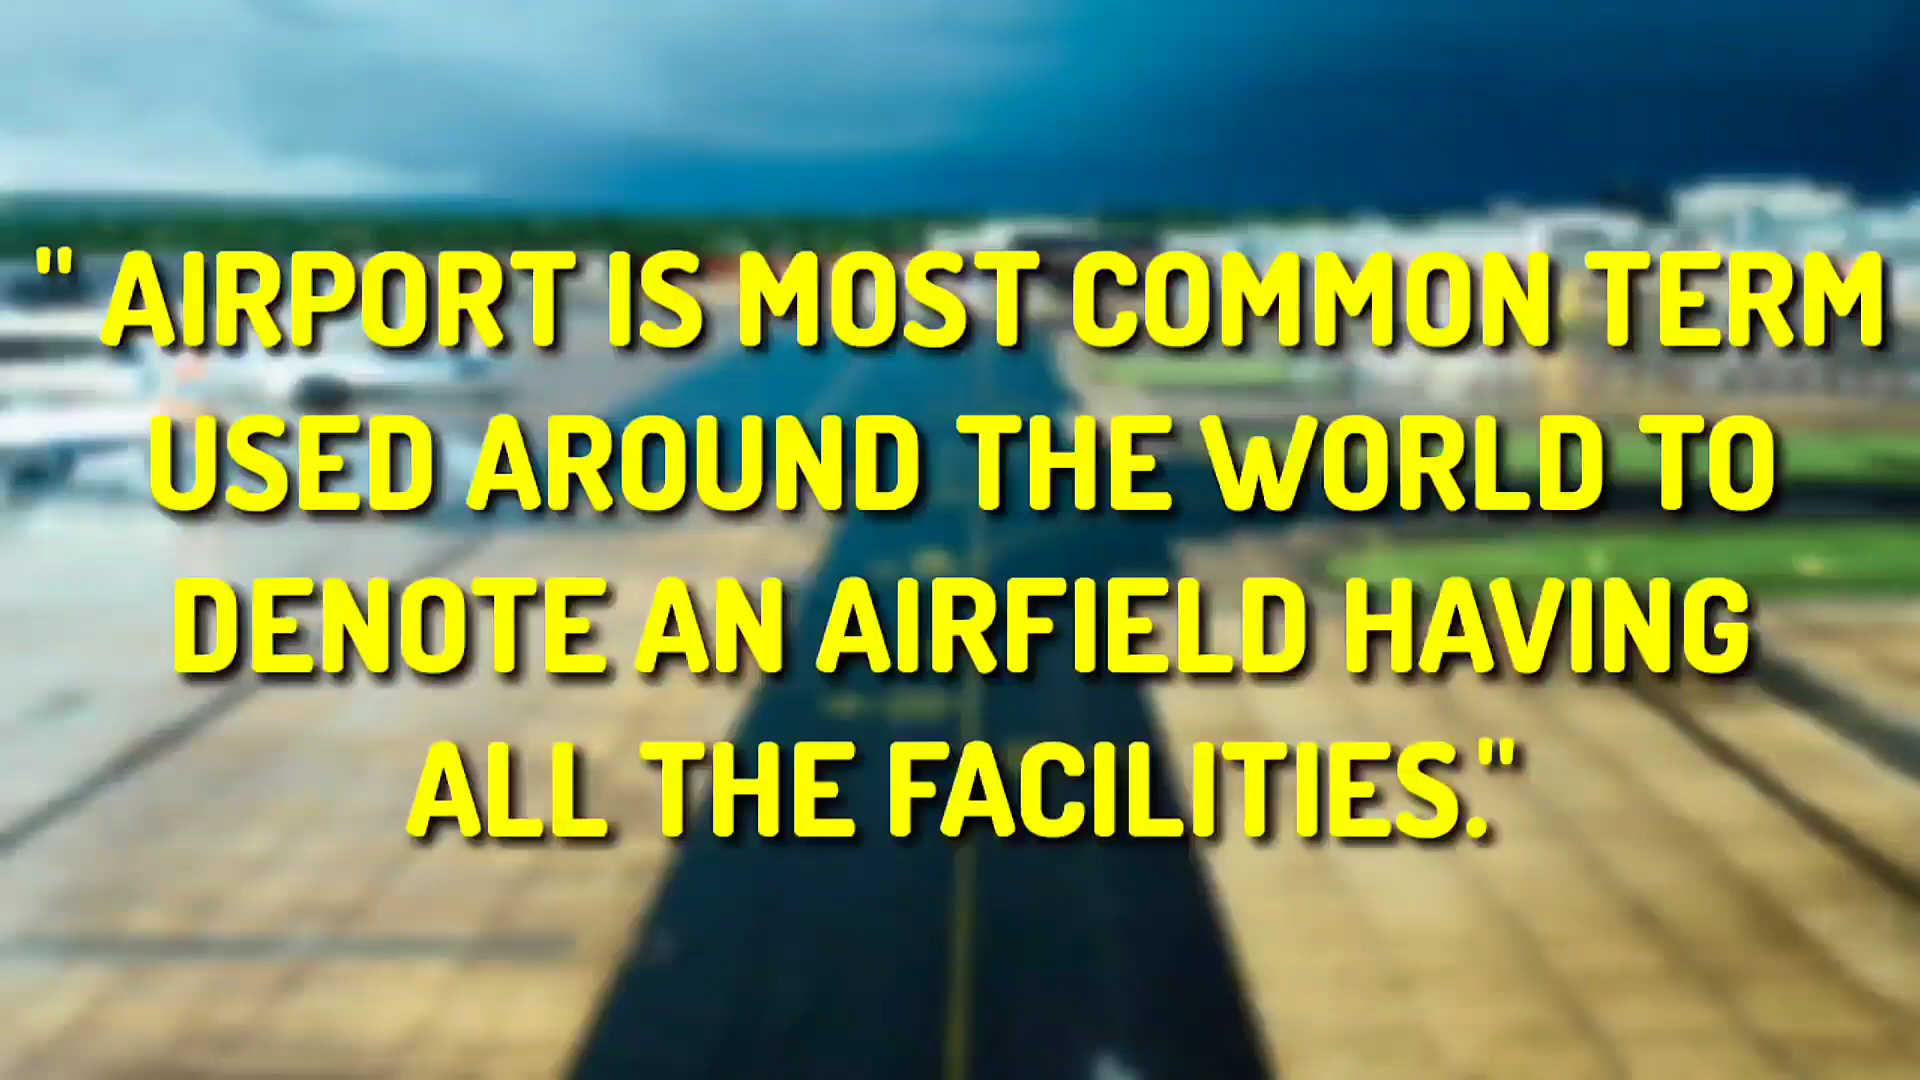 " AIRPORT IS MOST COMMON TERM
USED AROUND THE WORLD TO
DENOTE AN AIRFIELD HAVING
ALL THE FACILITIES."